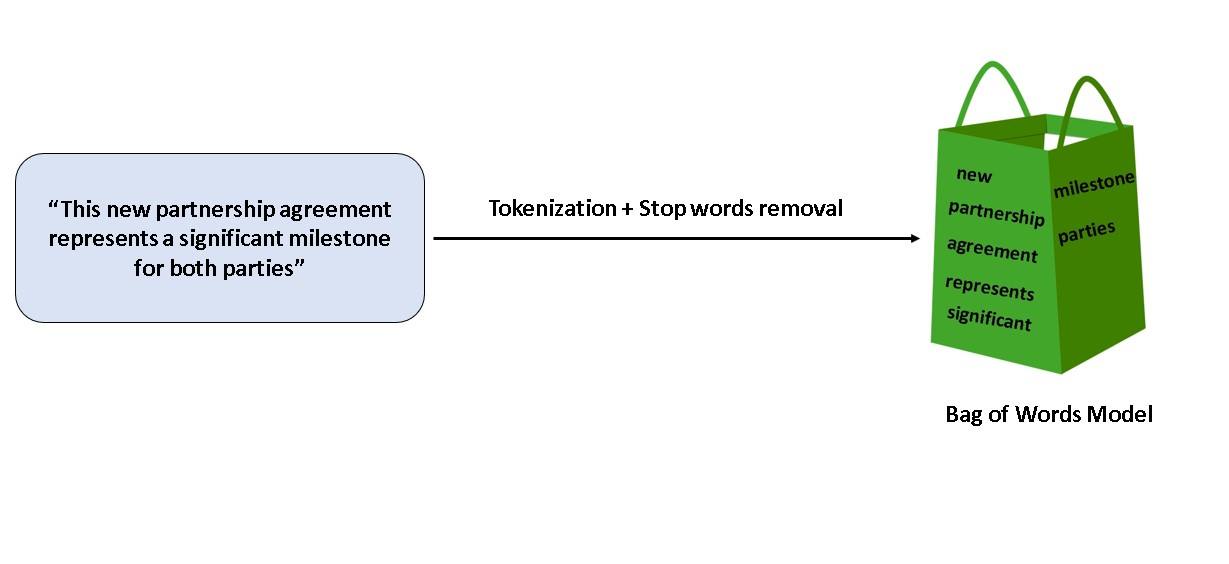 “This new partnership agreement
represents a significant milestone
for both parties”
Tokenization + Stop words removal
new
partnership
agreement
represents
significant
milestone
parties
Bag of Words Model